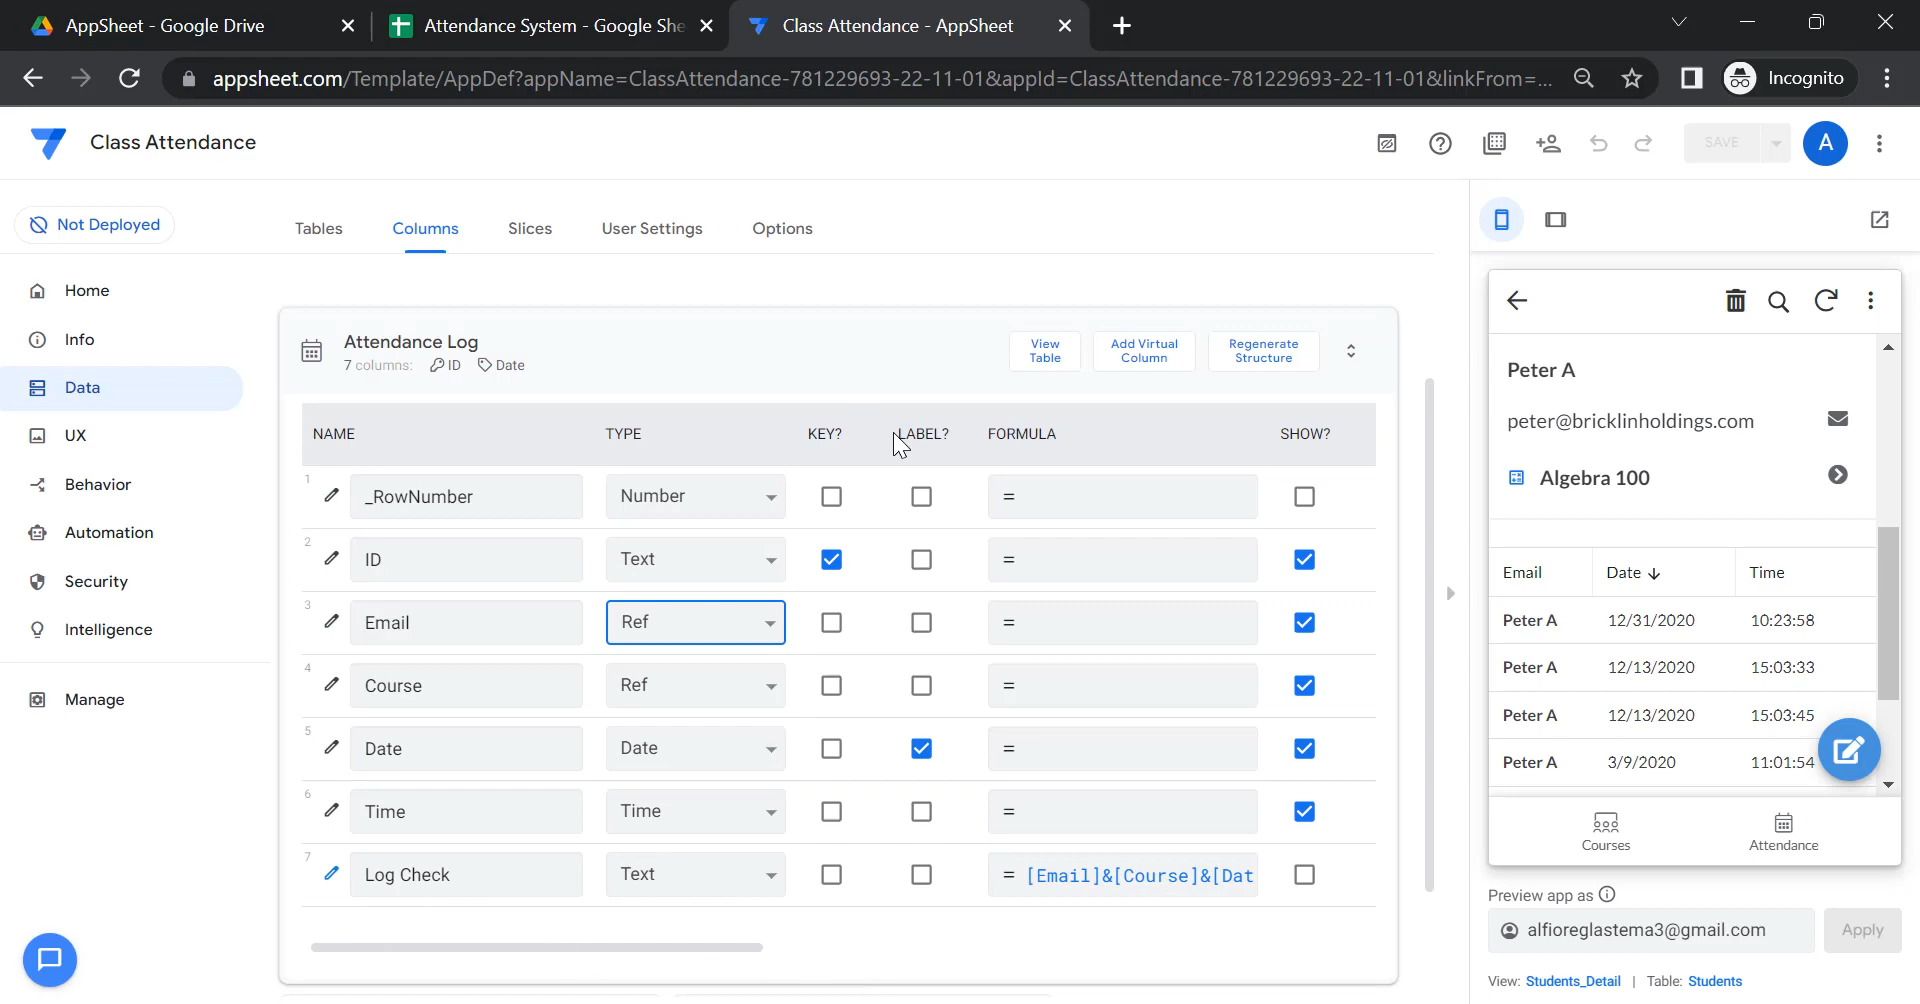 AppSheet - Google Drive
Attendance System - Google She
Class Attendance - AppSheet
appsheet.com/Template/AppDef?appName=ClassAttendance-781229693-22-11-01&appId=ClassAttendance-781229693-22-11-01&linkFrom=...
Incognito
Class Attendance
SAVE
A
Not Deployed
Tables
Columns
Slices
User Settings
Options
Home
Info
Data
UX
Behavior
Automation
Security
Intelligence
Manage
Attendance Log
7 columns: ID Date
View Table
Add Virtual Column
Regenerate Structure
NAME TYPE KEY? LABEL? FORMULA SHOW?
1 _RowNumber Number =
2 ID Text =
3 Email Ref =
4 Course Ref =
5 Date Date =
6 Time Time =
7 Log Check Text = [Email]&[Course]&[Dat
Peter A
peter@bricklinholdings.com
Algebra 100
Email Date Time
Peter A 12/31/2020 10:23:58
Peter A 12/13/2020 15:03:33
Peter A 12/13/2020 15:03:45
Peter A 3/9/2020 11:01:54
Courses
Attendance
Preview app as
alfioreglastema3@gmail.com
Apply
View: Students_Detail | Table: Students